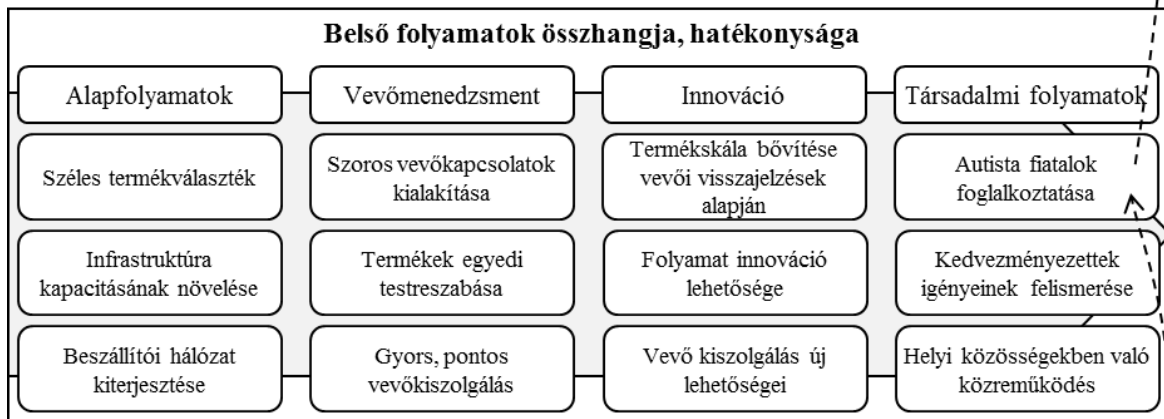 Belső folyamatok összhangja, hatékonysága
Alapfolyamatok
Vevőmenedzsment
Innováció
Társadalmi folyamatok
Széles termékválaszték
Szoros vevőkapcsolatok
kialakítása
Termékskála bővítése
vevői visszajelzések
alapján
Autista fiatalok
foglalkoztatása
Infrastruktúra
kapacitásának növelése
Termékek egyedi
testreszabása
Folyamat innováció
lehetősége
Kedvezményezettek
igényeinek felismerése
Beszállítói hálózat
kiterjesztése
Gyors, pontos
vevőkiszolgálás
Vevő kiszolgálás új
lehetőségei
Helyi közösségekben való
közreműködés